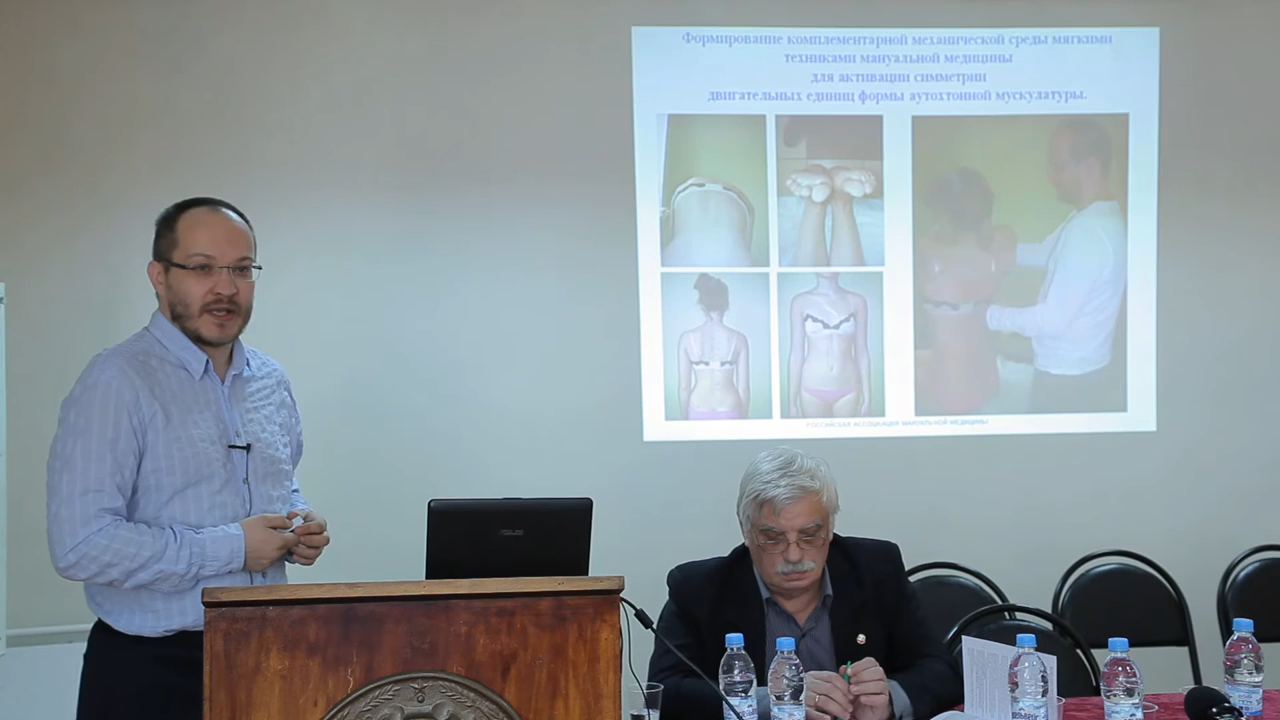 Формирование комплементарной механической среды мягкими
техниками мануальной медицины
для активации симметрии
двигательных единиц формы аутохтонной мускулатуры.
РОССИЙСКАЯ АССОЦИАЦИЯ МАНУАЛЬНОЙ МЕДИЦИНЫ
ASUS